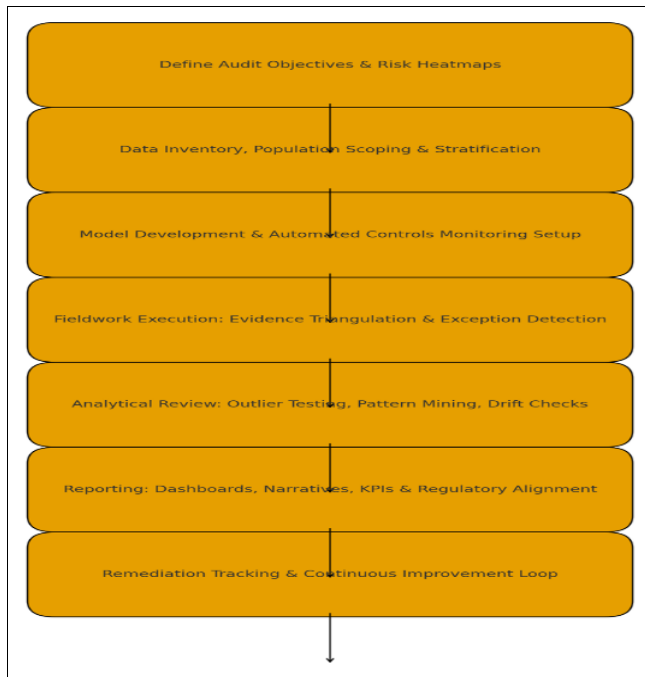 Define Audit Objectives & Risk Heatmaps
Data Inventory, Population Scoping & Stratification
Model Development & Automated Controls Monitoring Setup
Fieldwork Execution: Evidence Triangulation & Exception Detection
Analytical Review: Outlier Testing, Pattern Mining, Drift Checks
Reporting: Dashboards, Narratives, KPIs & Regulatory Alignment
Remediation Tracking & Continuous Improvement Loop